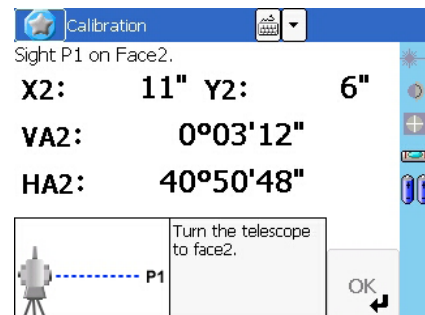 Calibration
Sight P1 on Face2.
X2: 11" Y2: 6"
VA2: 0°03'12"
HA2: 40°50'48"
Turn the telescope
to face2.
P1
OK